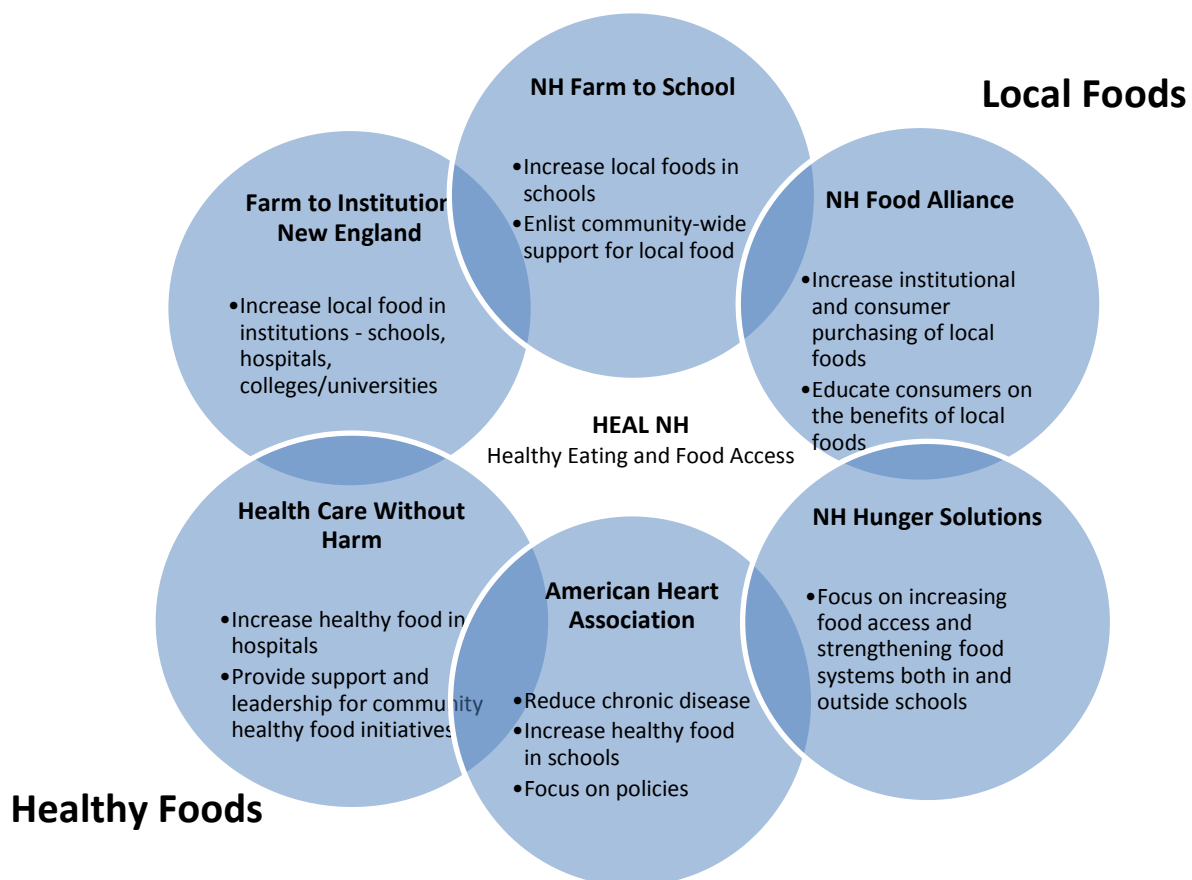 NH Farm to School
•Increase local foods in
schools
•Enlist community-wide
support for local food
Local Foods
Farm to Institution
New England
•Increase local food in
institutions - schools,
hospitals,
colleges/universities
NH Food Alliance
•Increase institutional
and consumer
purchasing of local
foods
•Educate consumers on
the benefits of local
foods
HEAL NH
Healthy Eating and Food Access
Health Care Without
Harm
•Increase healthy food in
hospitals
•Provide support and
leadership for community
healthy food initiatives
American Heart
Association
•Reduce chronic disease
•Increase healthy food
in schools
•Focus on policies
NH Hunger Solutions
•Focus on increasing
food access and
strengthening food
systems both in and
outside schools
Healthy Foods